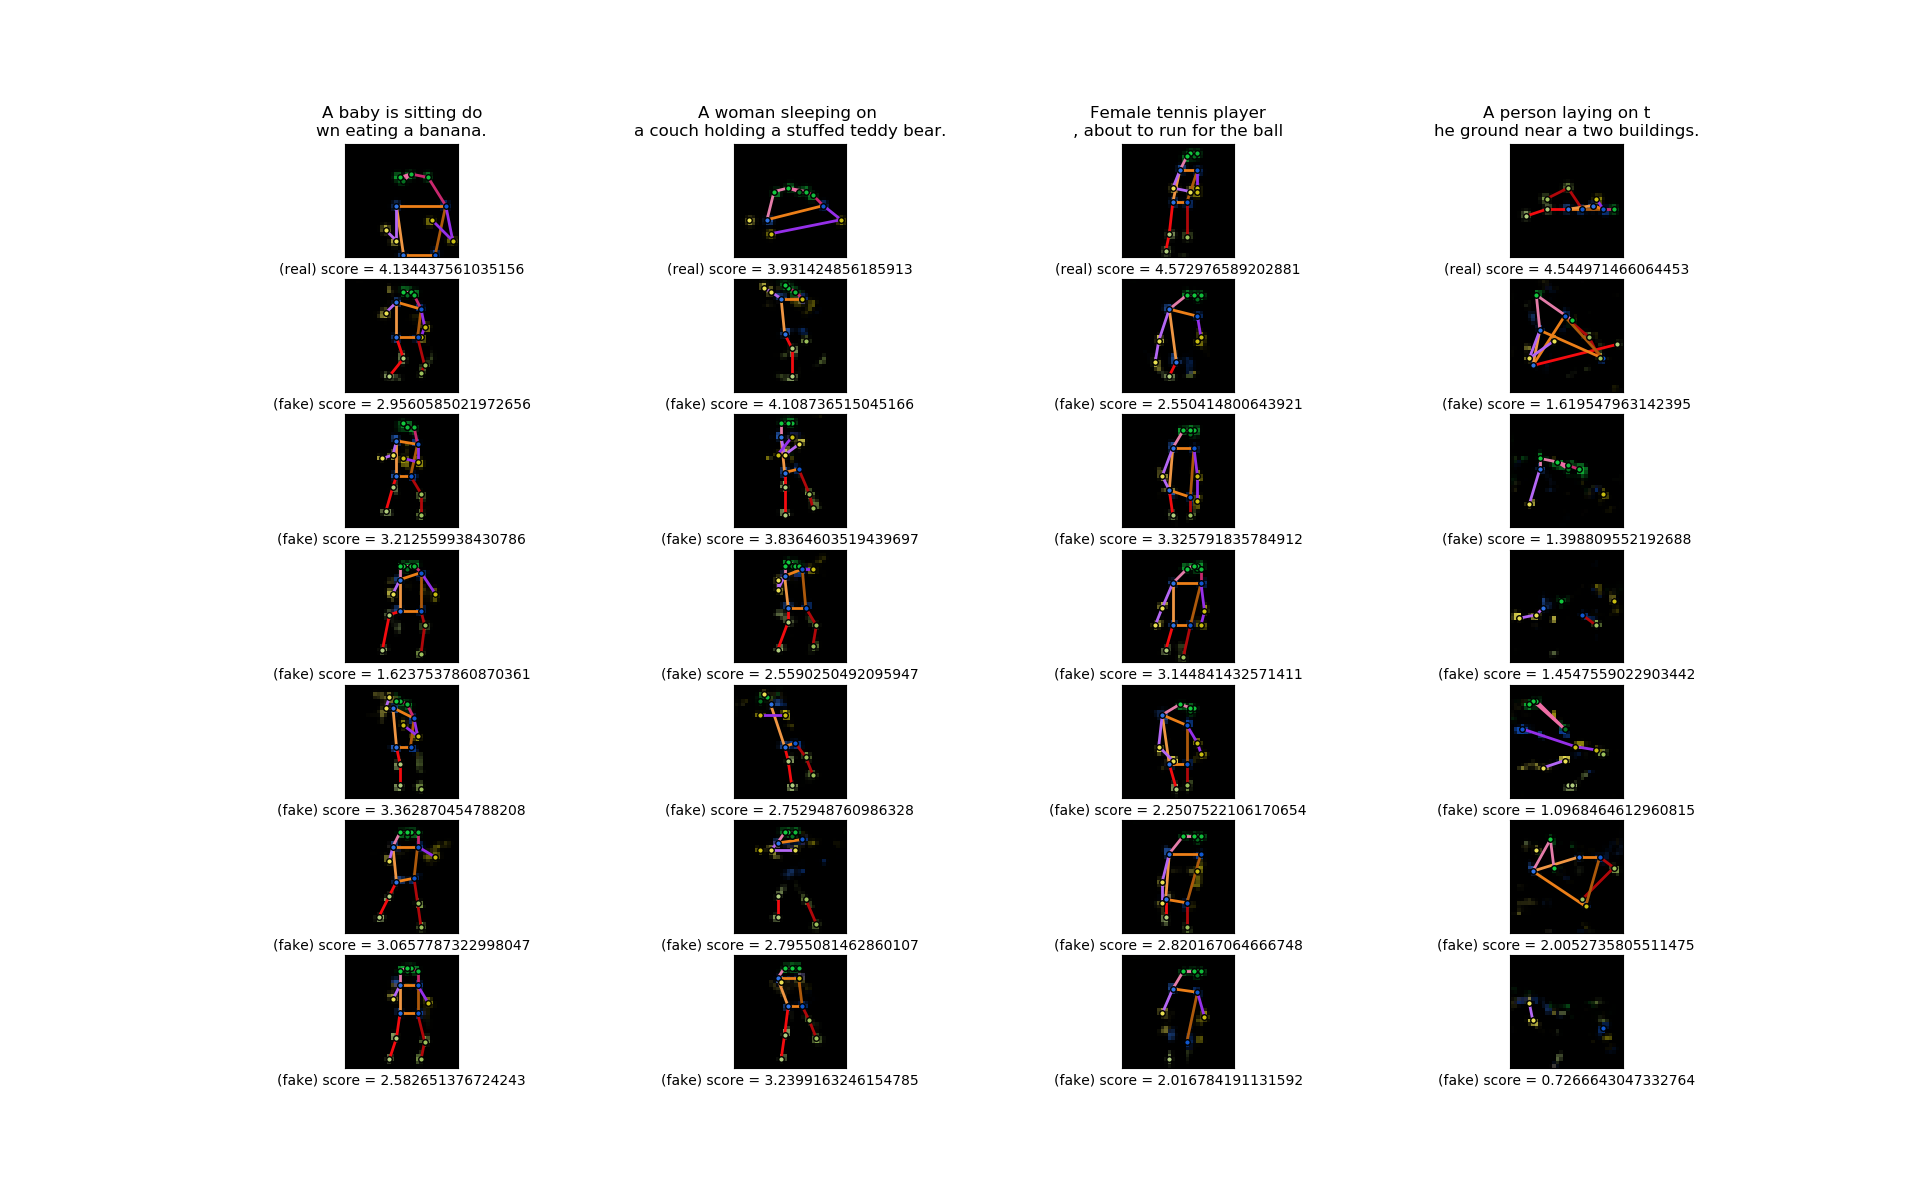 A baby is sitting do
wn eating a banana.
A woman sleeping on
a couch holding a stuffed teddy bear.
Female tennis player
, about to run for the ball
A person laying on t
he ground near a two buildings.
(real) score = 4.134437561035156
(real) score = 3.931424856185913
(real) score = 4.572976589202881
(real) score = 4.544971466064453
(fake) score = 2.9560585021972656
(fake) score = 4.108736515045166
(fake) score = 2.550414800643921
(fake) score = 1.619547963142395
(fake) score = 3.212559938430786
(fake) score = 3.8364603519439697
(fake) score = 3.325791835784912
(fake) score = 1.398809552192688
(fake) score = 1.6237537860870361
(fake) score = 2.5590250492095947
(fake) score = 3.144841432571411
(fake) score = 1.4547559022903442
(fake) score = 3.362870454788208
(fake) score = 2.752948760986328
(fake) score = 2.2507522106170654
(fake) score = 1.0968464612960815
(fake) score = 3.0657787322998047
(fake) score = 2.7955081462860107
(fake) score = 2.820167064666748
(fake) score = 2.0052735805511475
(fake) score = 2.582651376724243
(fake) score = 3.2399163246154785
(fake) score = 2.016784191131592
(fake) score = 0.7266643047332764